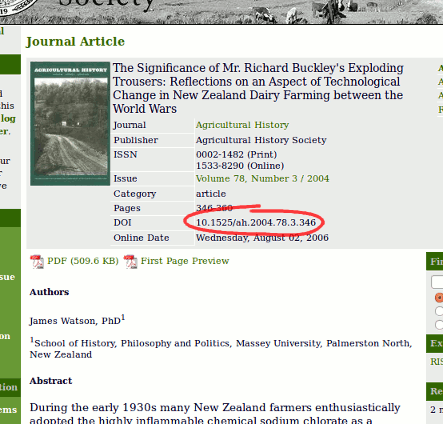 Society
Journal Article
The Significance of Mr. Richard Buckley's Exploding
Trousers: Reflections on an Aspect of Technological
Change in New Zealand Dairy Farming between the
World Wars
AGRICULTURAL HISTORY
Journal Agricultural History
Publisher Agricultural History Society
ISSN 0002-1482 (Print)
1533-8290 (Online)
Issue Volume 78, Number 3 / 2004
Category article
Pages 346-360
DOI 10.1525/ah.2004.78.3.346
Online Date Wednesday, August 02, 2006
PDF (509.6 KB) First Page Preview
Authors
James Watson, PhD1
1School of History, Philosophy and Politics, Massey University, Palmerston North,
New Zealand
Abstract
During the early 1930s many New Zealand farmers enthusiastically
adopted the highly inflammable chemical sodium chlorate as a